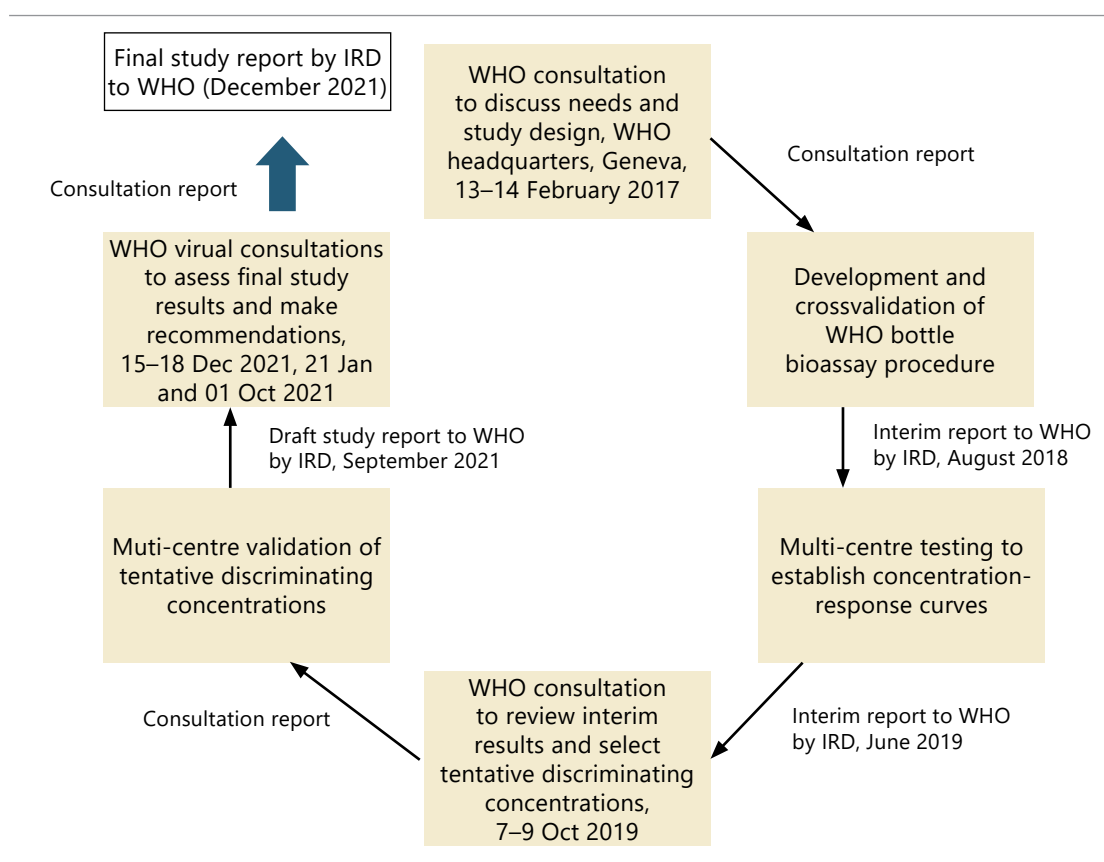 Final study report by IRD
to WHO (December 2021)
WHO consultation
to discuss needs and
study design, WHO
headquarters, Geneva,
13–14 February 2017
Consultation report
Consultation report
WHO virual consultations
to asess final study
results and make
recommendations,
15–18 Dec 2021, 21 Jan
and 01 Oct 2021
Development and
crossvalidation of
WHO bottle
bioassay procedure
Draft study report to WHO
by IRD, September 2021
Interim report to WHO
by IRD, August 2018
Muti-centre validation of
tentative discriminating
concentrations
Multi-centre testing to
establish concentration-
response curves
Consultation report
WHO consultation
to review interim
results and select
tentative discriminating
concentrations,
7–9 Oct 2019
Interim report to WHO
by IRD, June 2019